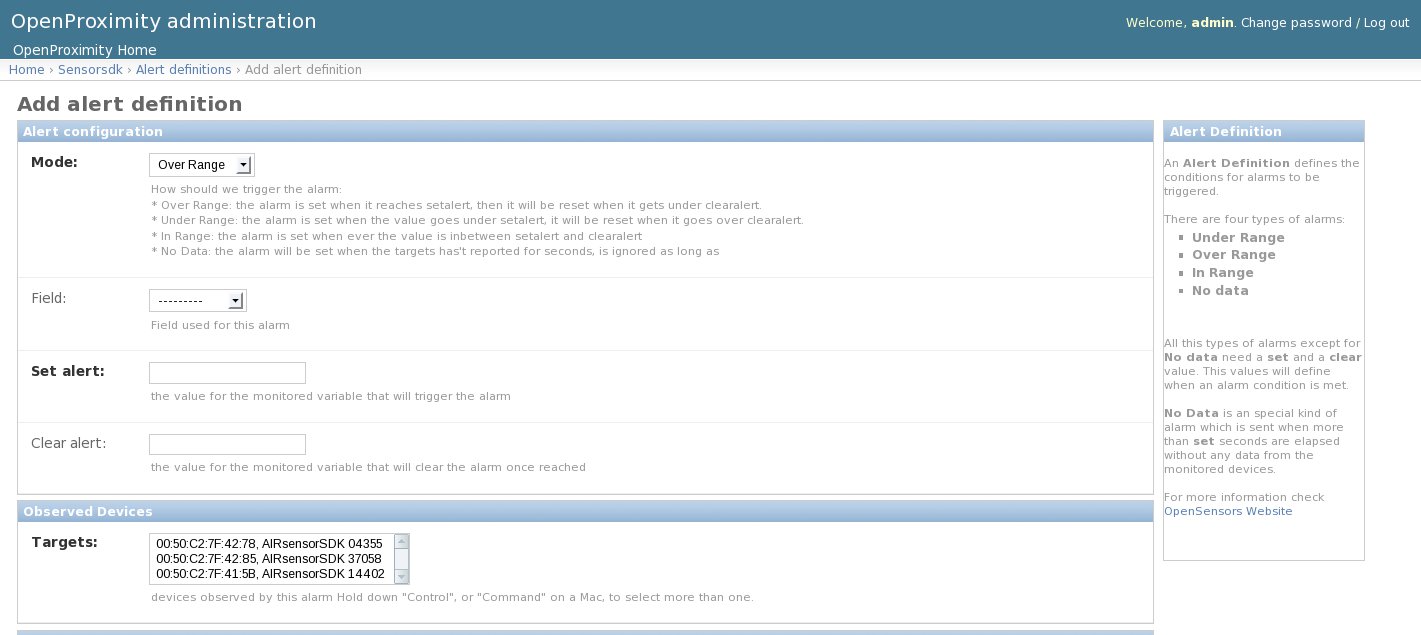 OpenProximity administration
Welcome, admin. Change password / Log out
OpenProximity Home
Home › Sensorsdk › Alert definitions › Add alert definition
Add alert definition
Alert configuration
Mode:
Over Range
How should we trigger the alarm:
* Over Range: the alarm is set when it reaches setalert, then it will be reset when it gets under clearalert.
* Under Range: the alarm is set when the value goes under setalert, it will be reset when it goes over clearalert.
* In Range: the alarm is set when ever the value is inbetween setalert and clearalert
* No Data: the alarm will be set when the targets has't reported for seconds, is ignored as long as
Field:
---------
Field used for this alarm
Set alert:
the value for the monitored variable that will trigger the alarm
Clear alert:
the value for the monitored variable that will clear the alarm once reached
Observed Devices
Targets:
00:50:C2:7F:42:78, AIRsensorSDK 04355
00:50:C2:7F:42:85, AIRsensorSDK 37058
00:50:C2:7F:41:5B, AIRsensorSDK 14402
devices observed by this alarm Hold down "Control", or "Command" on a Mac, to select more than one.
Alert Definition
An Alert Definition defines the
conditions for alarms to be
triggered.
There are four types of alarms:
Under Range
Over Range
In Range
No data
All this types of alarms except for
No data need a set and a clear
value. This values will define
when an alarm condition is met.
No Data is an special kind of
alarm which is sent when more
than set seconds are elapsed
without any data from the
monitored devices.
For more information check
OpenSensors Website